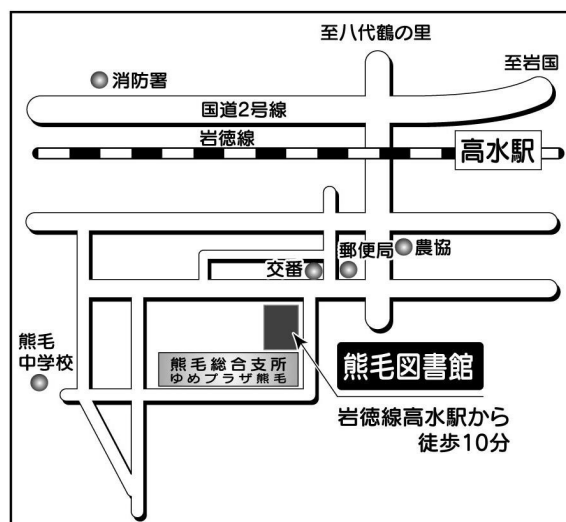 至八代鶴の里
至岩国
消防署
国道2号線
岩徳線
高水駅
農協
郵便局
交番
熊毛
中学校
熊毛総合支所
ゆめプラザ熊毛
熊毛図書館
岩徳線高水駅から
徒歩10分